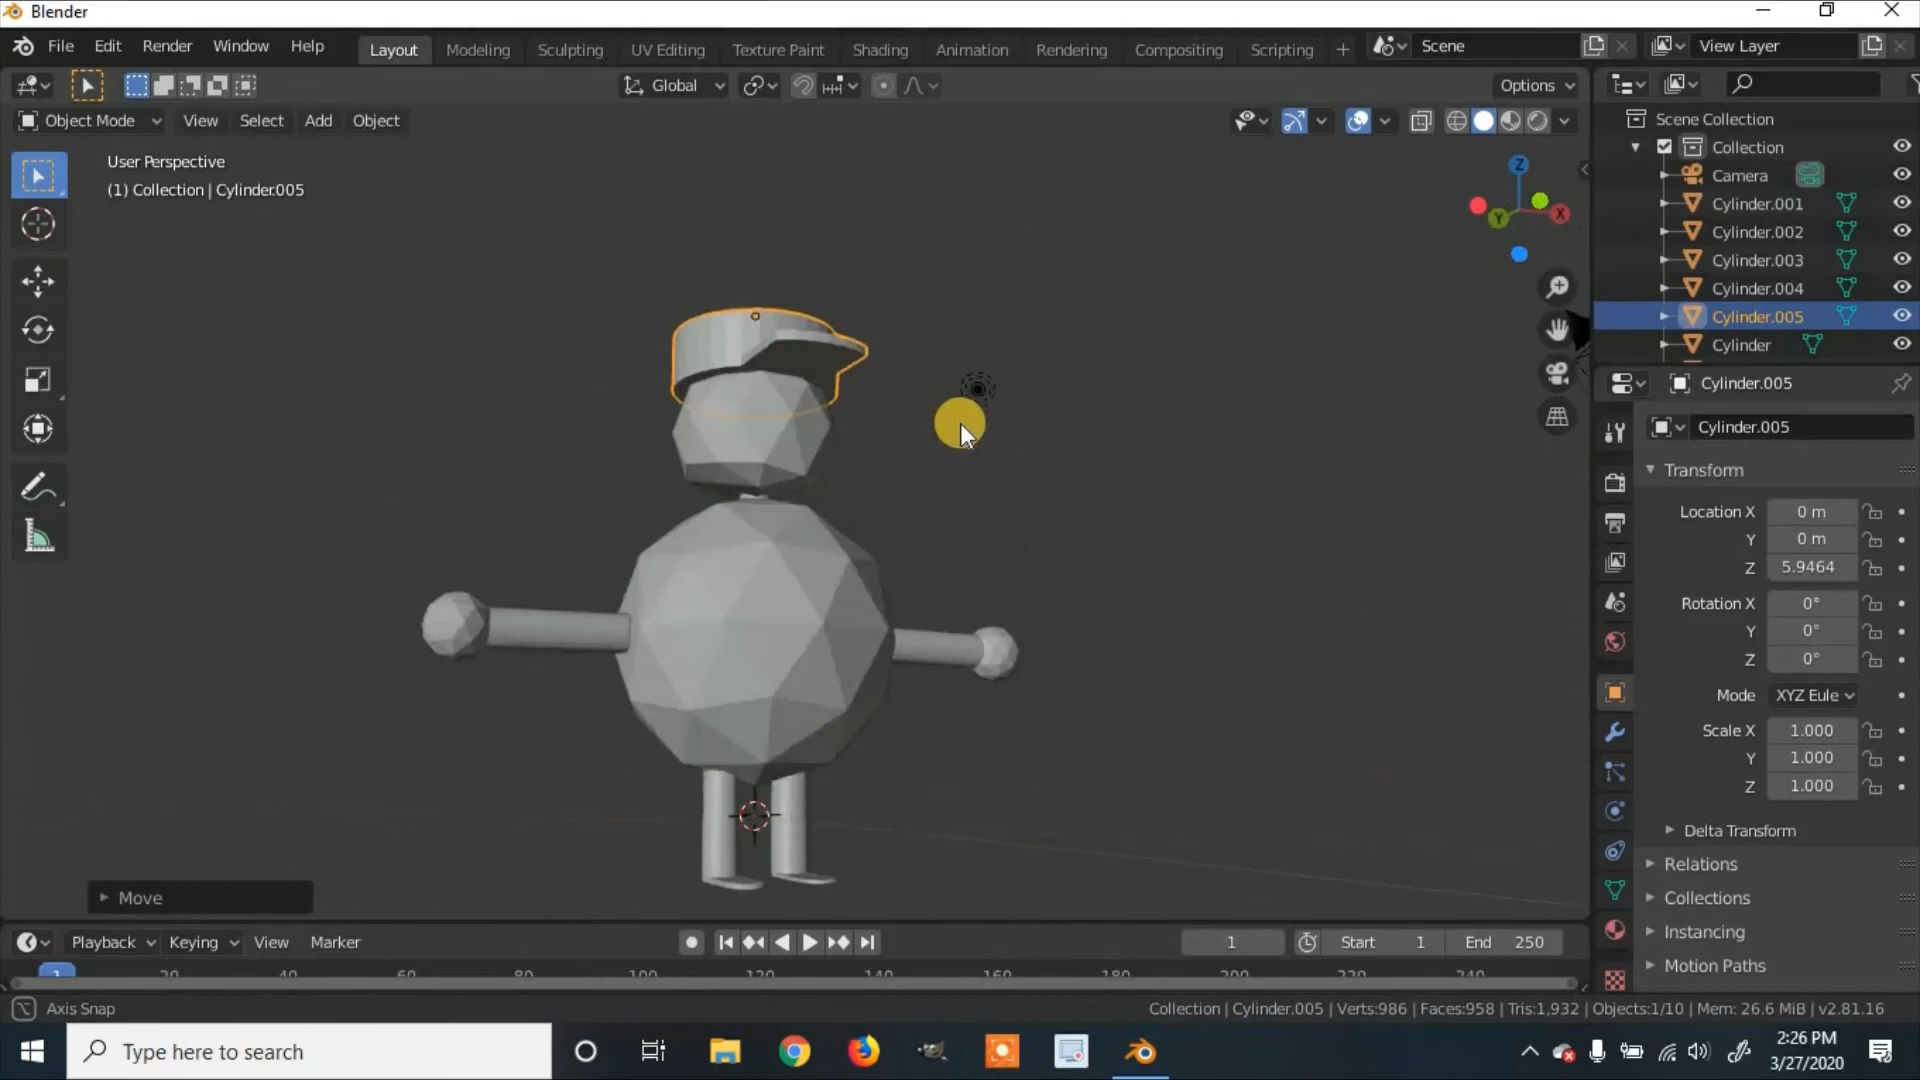 Blender
File Edit Render Window Help Layout Modeling Sculpting UV Editing Texture Paint Shading Animation Rendering Compositing Scripting + Scene View Layer
Global Options
Object Mode View Select Add Object
User Perspective
(1) Collection | Cylinder.005
Z
Y
X
Scene Collection
Collection
Camera
Cylinder.001
Cylinder.002
Cylinder.003
Cylinder.004
Cylinder.005
Cylinder
Cylinder.005
Cylinder.005
Transform
Location X 0 m
Y 0 m
Z 5.9464
Rotation X 0°
Y 0°
Z 0°
Mode XYZ Eule
Scale X 1.000
Y 1.000
Z 1.000
Delta Transform
Relations
Collections
Instancing
Motion Paths
Move
Playback Keying View Marker 1 Start 1 End 250
1 20 40 60 80 100 120 140 160 180 200 220 240
Axis Snap
Collection | Cylinder.005 | Verts:986 | Faces:958 | Tris:1,932 | Objects:1/10 | Mem: 26.6 MiB | v2.81.16
Type here to search
2:26 PM
3/27/2020